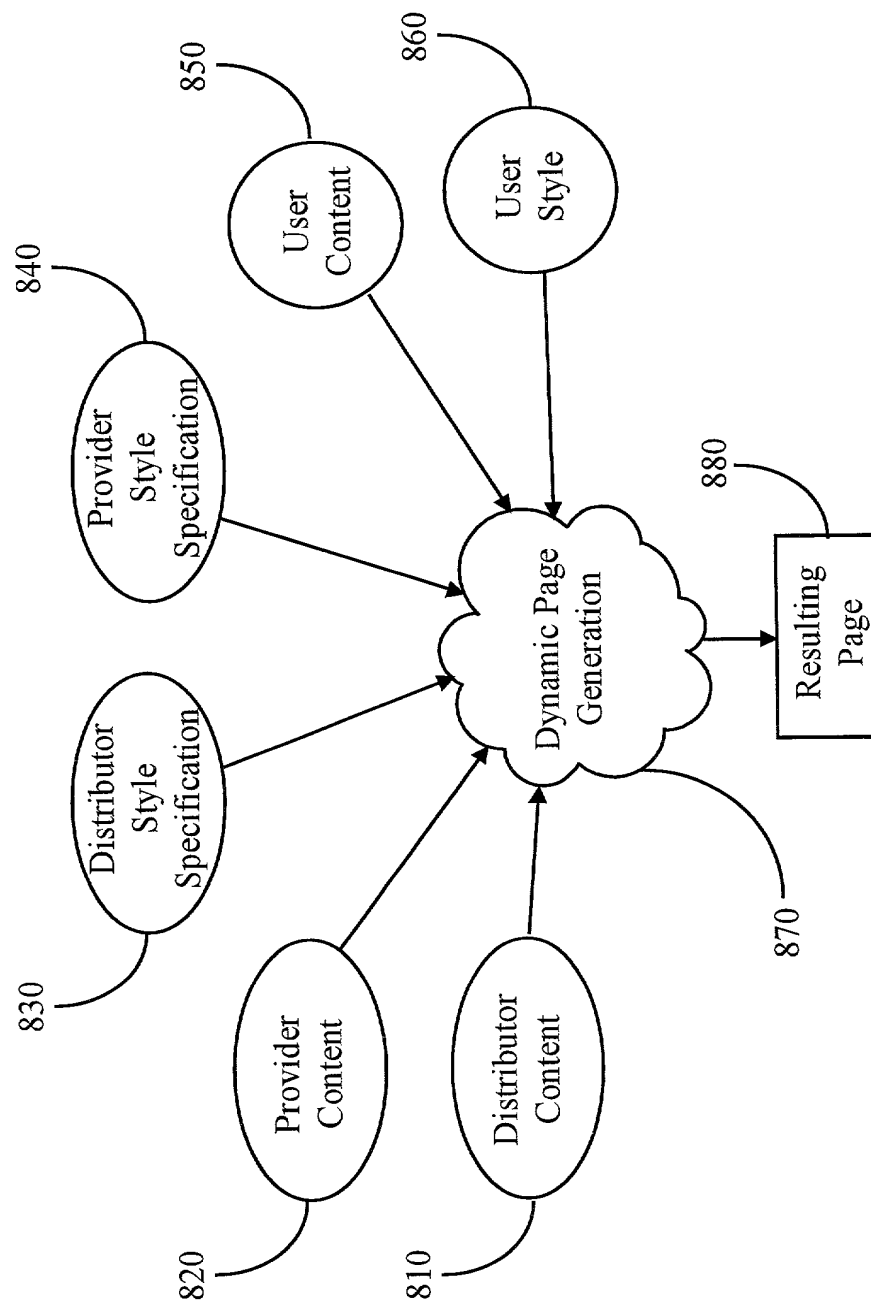 830
840
Distributor
Style
Specification
Provider
Style
Specification
820
850
Provider
Content
User
Content
810
860
Distributor
Content
User
Style
Dynamic Page
Generation
870
880
Resulting
Page